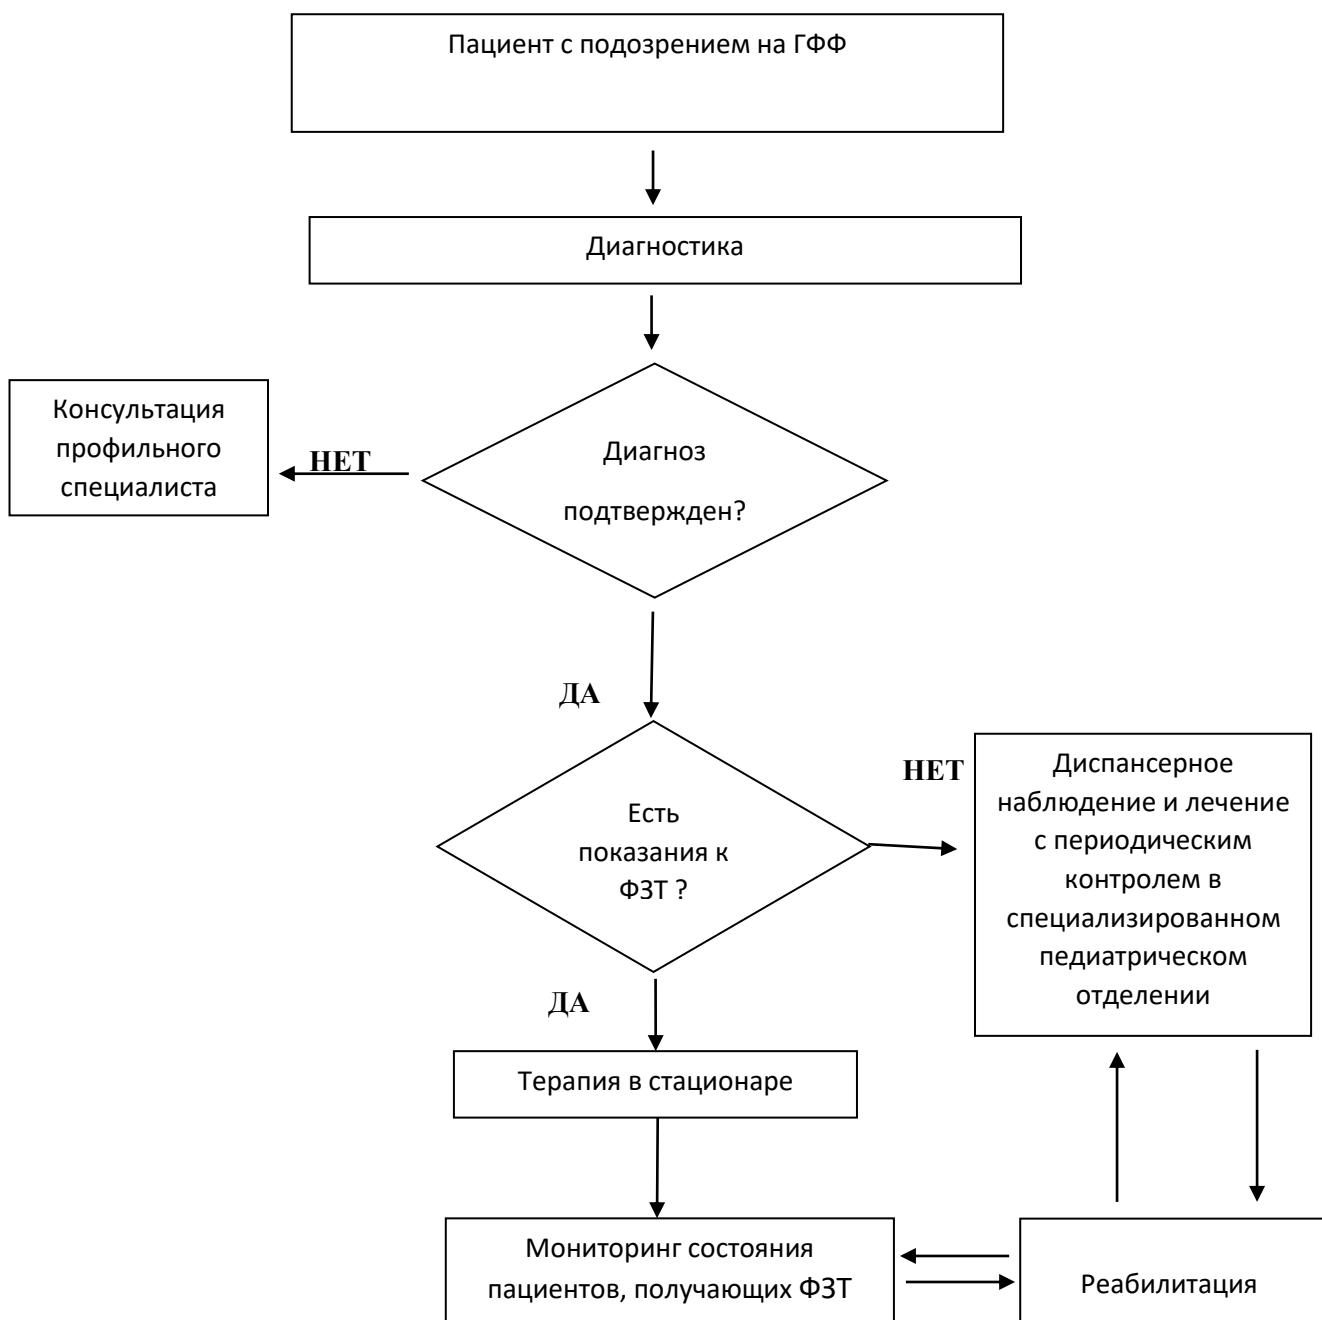 Пациент с подозрением на ГФФ
Диагностика
Консультация
профильного
специалиста
НЕТ
Диагноз
подтвержден?
ДА
Есть
показания к
ФЗТ ?
НЕТ
Диспансерное
наблюдение и лечение
с периодическим
контролем в
специализированном
педиатрическом
отделении
ДА
Терапия в стационаре
Мониторинг состояния
пациентов, получающих ФЗТ
Реабилитация